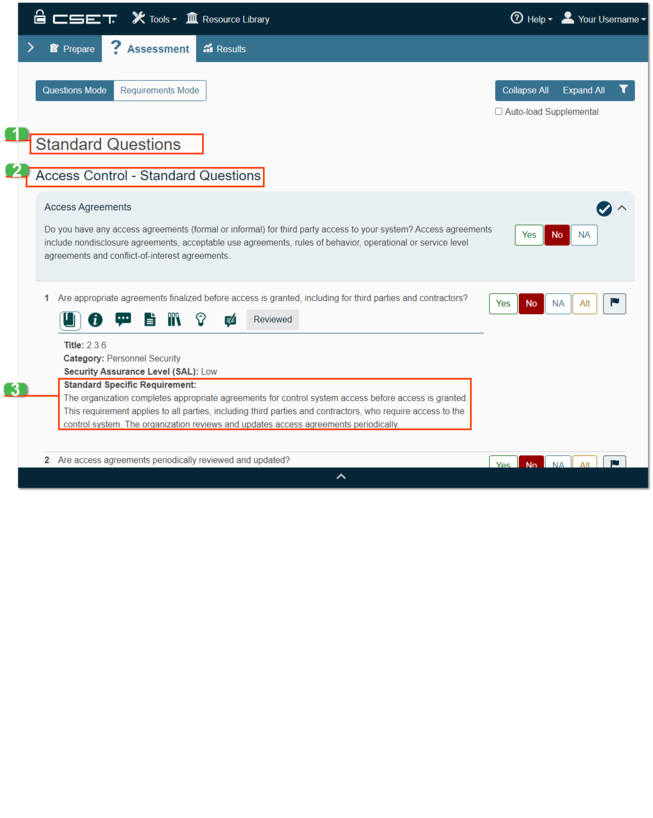 CSET Tools Resource Library Help Your Username
Prepare ? Assessment Results
Questions Mode Requirements Mode Collapse All Expand All
Auto-load Supplemental
1 Standard Questions
2 Access Control - Standard Questions
Access Agreements
Do you have any access agreements (formal or informal) for third party access to your system? Access agreements
include nondisclosure agreements, acceptable use agreements, rules of behavior, operational or service level
agreements and conflict-of-interest agreements.
Yes No NA
1 Are appropriate agreements finalized before access is granted, including for third parties and contractors? Yes No NA Alt
Reviewed
Title: 2.3.6
Category: Personnel Security
Security Assurance Level (SAL): Low
3 Standard Specific Requirement:
The organization completes appropriate agreements for control system access before access is granted.
This requirement applies to all parties, including third parties and contractors, who require access to the
control system. The organization reviews and updates access agreements periodically
2 Are access agreements periodically reviewed and updated? Yes No NA Alt